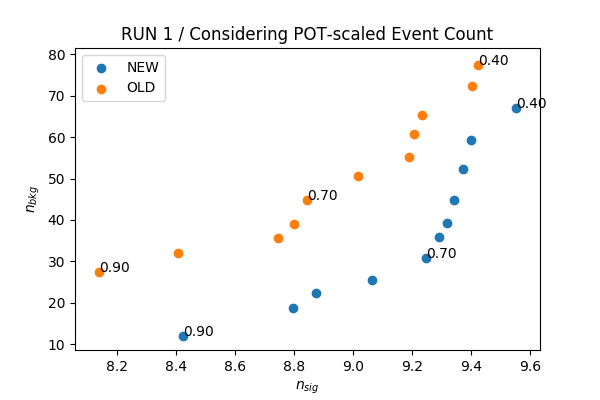 RUN 1 / Considering POT-scaled Event Count
NEW
OLD
0.40
0.40
0.70
0.70
0.90
0.90
80
70
60
50
40
30
20
10
n_bkg
8.2 8.4 8.6 8.8 9.0 9.2 9.4 9.6
n_sig